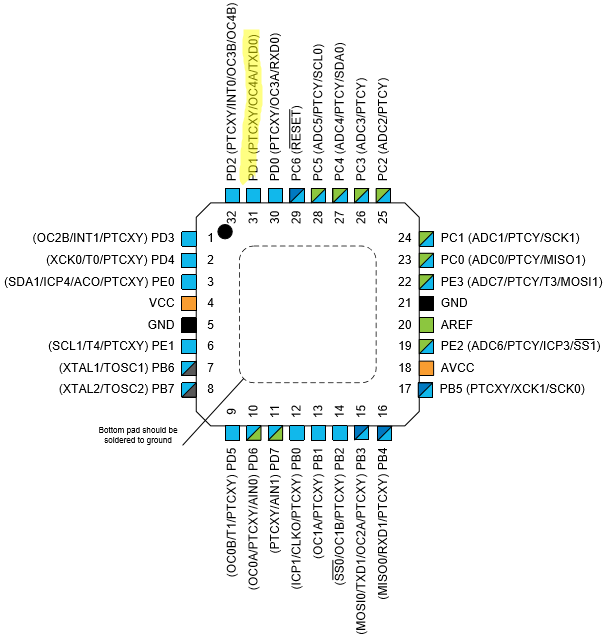 PD2 (PTCXY/INT0/OC3B/OC4B)
PD1 (PTCXY/OC4A/TXD0)
PD0 (PTCXY/OC3A/RXD0)
PC6 (RESET)
PC5 (ADC5/PTCY/SCL0)
PC4 (ADC4/PTCY/SDA0)
PC3 (ADC3/PTCY)
PC2 (ADC2/PTCY)
32 31 30 29 28 27 26 25
(OC2B/INT1/PTCXY) PD3 1
(XCK0/T0/PTCXY) PD4 2
(SDA1/ICP4/ACO/PTCXY) PE0 3
VCC 4
GND 5
(SCL1/T4/PTCXY) PE1 6
(XTAL1/TOSC1) PB6 7
(XTAL2/TOSC2) PB7 8
24 PC1 (ADC1/PTCY/SCK1)
23 PC0 (ADC0/PTCY/MISO1)
22 PE3 (ADC7/PTCY/T3/MOSI1)
21 GND
20 AREF
19 PE2 (ADC6/PTCY/ICP3/SS1)
18 AVCC
17 PB5 (PTCXY/XCK1/SCK0)
9 10 11 12 13 14 15 16
Bottom pad should be
soldered to ground
(OC0B/T1/PTCXY) PD5
(OC0A/PTCXY/AIN0) PD6
(PTCXY/AIN1) PD7
(ICP1/CLKO/PTCXY) PB0
(OC1A/PTCXY) PB1
(SS0/OC1B/PTCXY) PB2
(MOSI0/TXD1/OC2A/PTCXY) PB3
(MISO0/RXD1/PTCXY) PB4